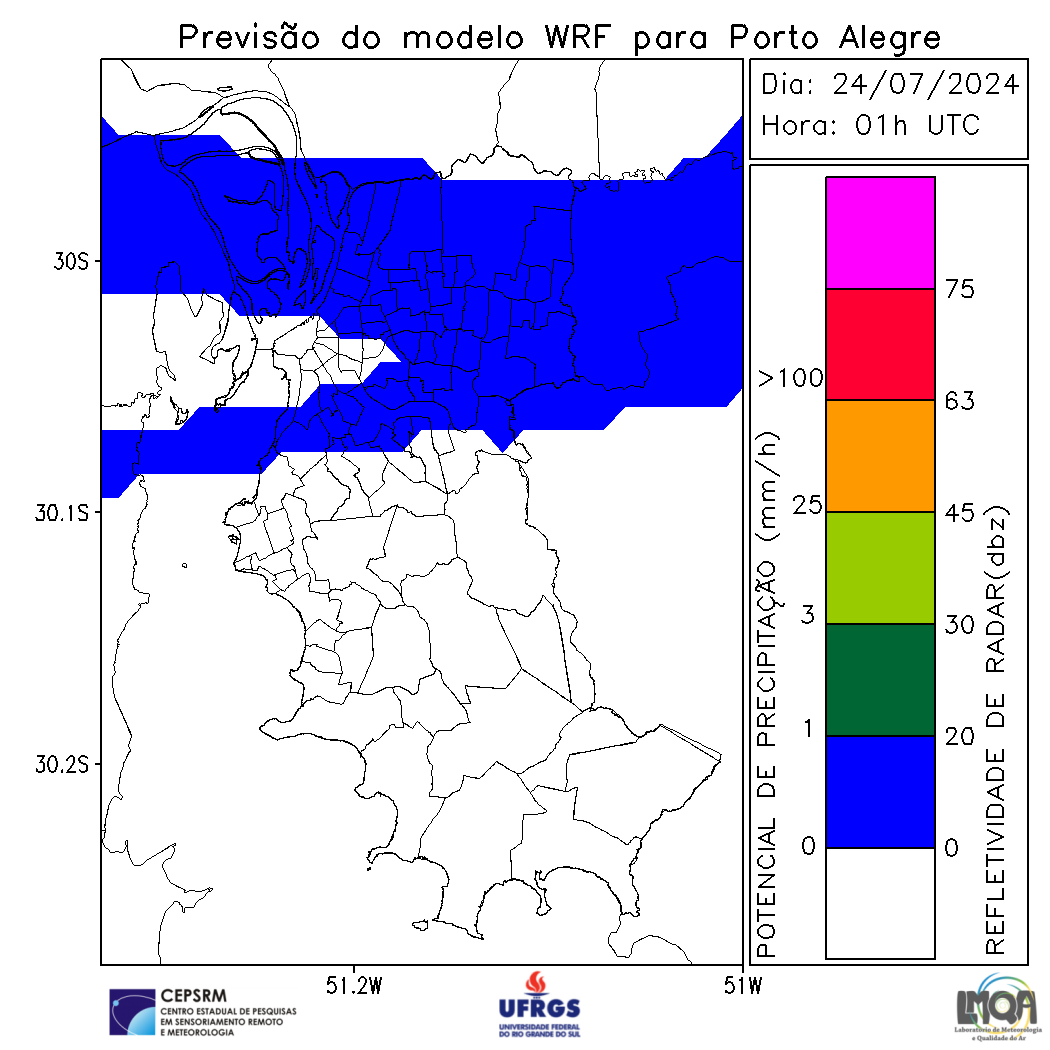 Previsão do modelo WRF para Porto Alegre
Dia: 24/07/2024
Hora: 01h UTC
30S
30.1S
30.2S
51.2W
51W
POTENCIAL DE PRECIPITAÇÃO (mm/h)
>100
25
3
1
0
75
63
45
30
20
0
REFLETIVIDADE DE RADAR(dbz)
CEPSRM
CENTRO ESTADUAL DE PESQUISAS
EM SENSORIAMENTO REMOTO
E METEOROLOGIA
UFRGS
UNIVERSIDADE FEDERAL
DO RIO GRANDE DO SUL
LMQA
Laboratório de Meteorologia
e Qualidade do Ar